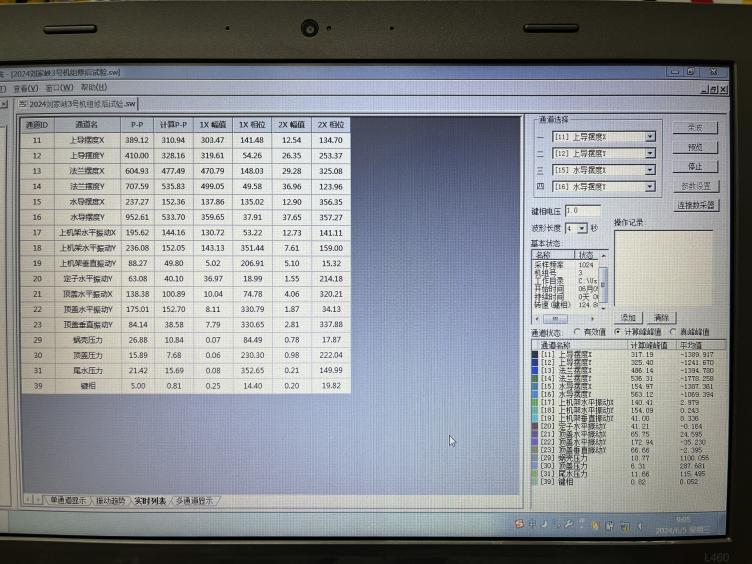 [2024刘家峡3号机组修后试验.sw]
查看(V) 窗口(W) 帮助(H)
2024刘家峡3号机组修后试验.sw
通道ID 通道名 P-P 计算P-P 1X 幅值 1X 相位 2X 幅值 2X 相位
11 上导摆度X 389.12 310.94 303.47 141.48 12.54 134.70
12 上导摆度Y 410.00 328.16 319.61 54.26 26.35 253.37
13 法兰摆度X 604.93 477.49 470.79 148.03 29.28 325.08
14 法兰摆度Y 707.59 535.83 499.05 49.58 36.96 123.96
15 水导摆度X 237.27 152.36 137.86 135.02 12.90 356.35
16 水导摆度Y 952.61 533.70 359.65 37.91 37.65 357.27
17 上机架水平振动X 195.62 144.16 130.72 53.22 12.73 141.11
18 上机架水平振动Y 236.08 152.05 143.13 351.44 7.61 159.00
19 上机架垂直振动Y 88.27 49.80 5.02 206.91 5.10 15.32
20 定子水平振动Y 63.08 40.10 36.97 18.99 1.55 214.18
21 顶盖水平振动X 138.38 100.89 10.04 74.78 4.06 320.21
22 顶盖水平振动Y 175.01 152.70 8.11 330.79 1.87 34.13
23 顶盖垂直振动Y 84.14 38.58 7.79 330.65 2.81 337.88
29 蜗壳压力 26.88 10.84 0.07 84.49 0.78 17.87
30 顶盖压力 15.89 7.68 0.06 230.30 0.98 222.04
31 尾水压力 21.42 15.69 0.08 352.65 0.21 149.99
39 键相 5.00 0.81 0.25 14.40 0.20 19.82
单通道显示 振动趋势 实时列表 多通道显示
通道选择
一 [11] 上导摆度X
二 [12] 上导摆度Y
三 [15] 水导摆度X
四 [16] 水导摆度Y
采波
预览
停止
参数设置
连接数采器
键相电压 1.0
波形长度 4 秒
操作记录:
基本状态:
名称 状态
采样频率 1024
机组号 3
工作目录 C:\Us
开始时间 06月05
持续时间 0天 0
转速(键相) 124.8
添加 清除
通道状态: 有效值 计算峰峰值 真峰峰值
通道名称 计算峰峰值 平均值
[11] 上导摆度X 317.19 -1389.917
[12] 上导摆度Y 325.40 -1241.670
[13] 法兰摆度X 486.14 -1394.780
[14] 法兰摆度Y 536.31 -1778.258
[15] 水导摆度X 154.97 -1387.361
[16] 水导摆度Y 563.12 -1069.394
[17] 上机架水平振动X 140.41 2.979
[18] 上机架水平振动Y 154.09 0.243
[19] 上机架垂直振动Y 41.00 0.336
[20] 定子水平振动Y 41.21 -0.164
[21] 顶盖水平振动X 65.75 24.595
[22] 顶盖水平振动Y 172.94 -35.230
[23] 顶盖垂直振动Y 66.66 -2.395
[29] 蜗壳压力 10.77 1100.056
[30] 顶盖压力 6.31 287.681
[31] 尾水压力 11.66 115.495
[39] 键相 0.82 0.052
中
9:05
2024/6/5 星期三
L460